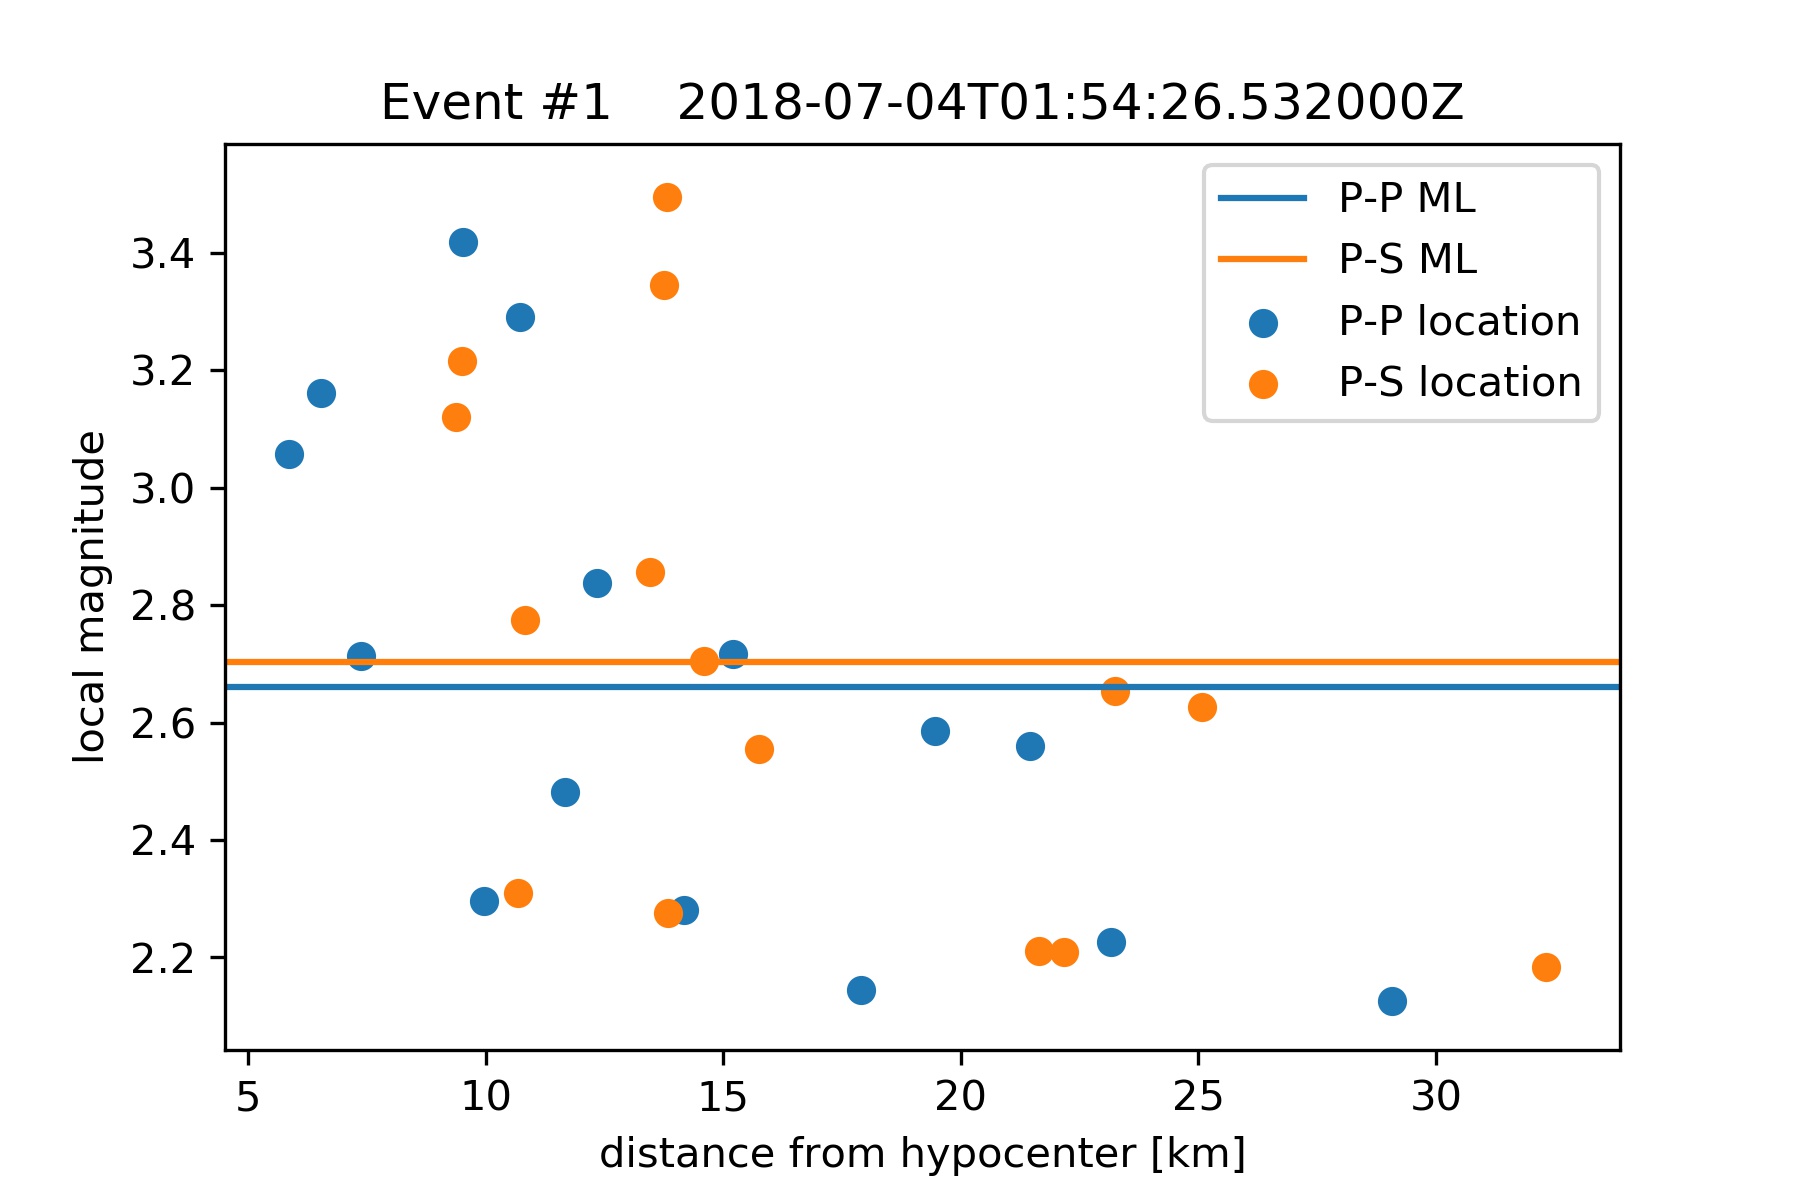 Event #1    2018-07-04T01:54:26.532000Z
P-P ML
P-S ML
P-P location
P-S location
local magnitude
3.4
3.2
3.0
2.8
2.6
2.4
2.2
5 10 15 20 25 30
distance from hypocenter [km]